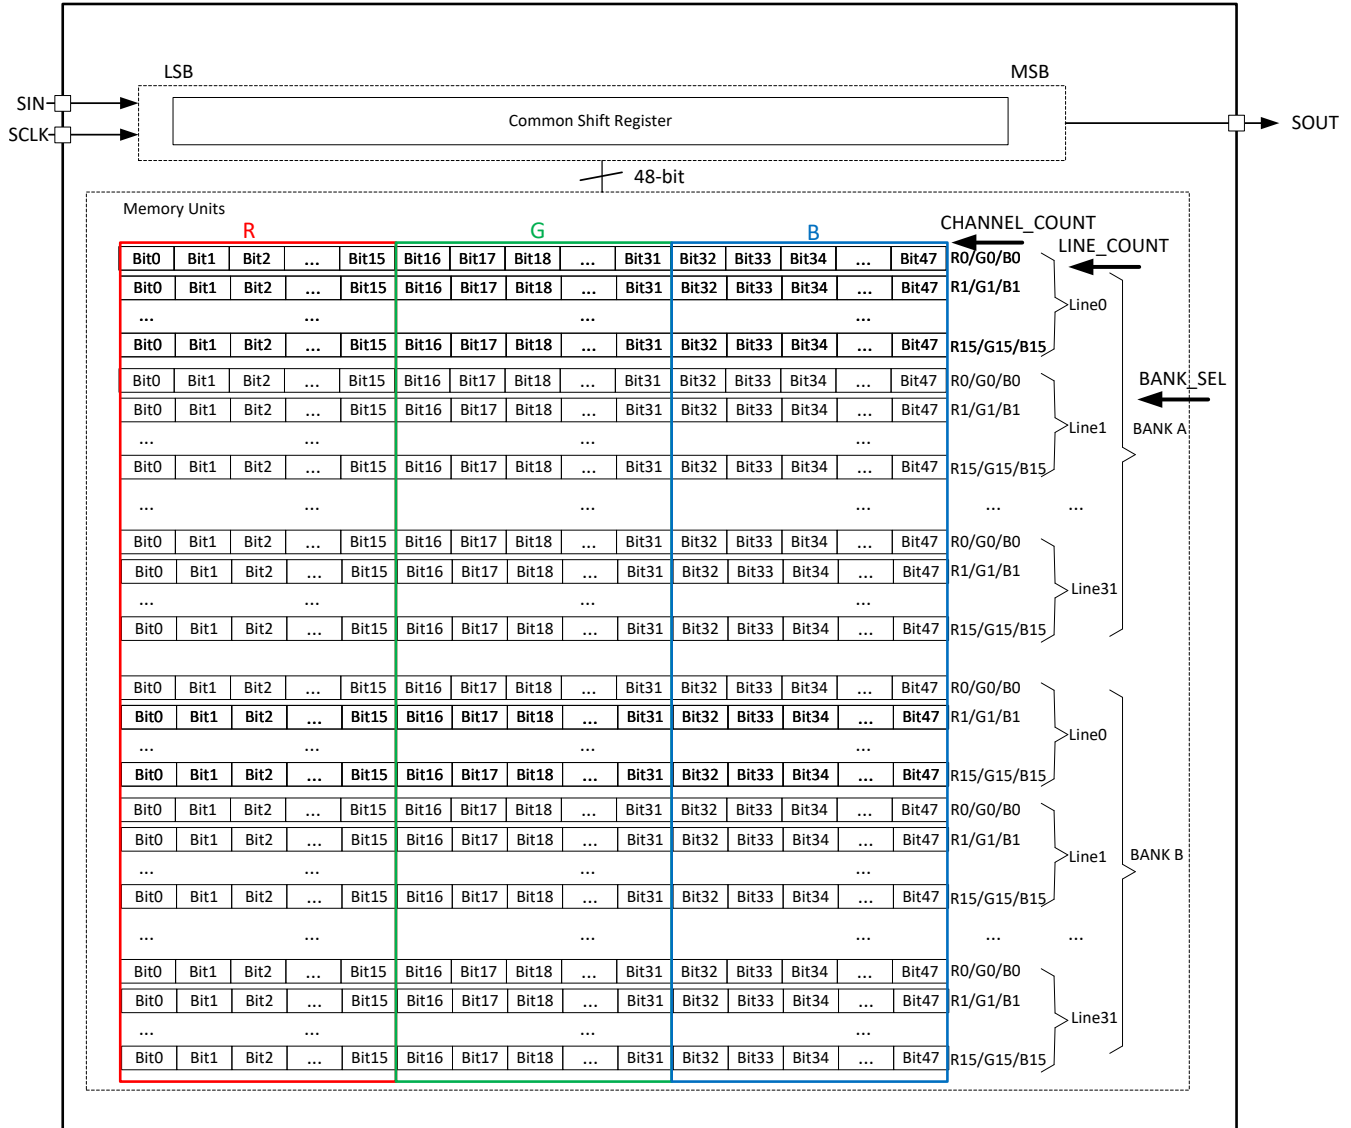 LSB MSB
SIN
SCLK
Common Shift Register
SOUT
48-bit
Memory Units
R G B
CHANNEL_COUNT
LINE_COUNT
Bit0 Bit1 Bit2 ... Bit15 Bit16 Bit17 Bit18 ... Bit31 Bit32 Bit33 Bit34 ... Bit47 R0/G0/B0
Bit0 Bit1 Bit2 ... Bit15 Bit16 Bit17 Bit18 ... Bit31 Bit32 Bit33 Bit34 ... Bit47 R1/G1/B1
Line0
... ... ... ...
Bit0 Bit1 Bit2 ... Bit15 Bit16 Bit17 Bit18 ... Bit31 Bit32 Bit33 Bit34 ... Bit47 R15/G15/B15
Bit0 Bit1 Bit2 ... Bit15 Bit16 Bit17 Bit18 ... Bit31 Bit32 Bit33 Bit34 ... Bit47 R0/G0/B0
BANK_SEL
Bit0 Bit1 Bit2 ... Bit15 Bit16 Bit17 Bit18 ... Bit31 Bit32 Bit33 Bit34 ... Bit47 R1/G1/B1
Line1 BANK A
... ... ... ...
Bit0 Bit1 Bit2 ... Bit15 Bit16 Bit17 Bit18 ... Bit31 Bit32 Bit33 Bit34 ... Bit47 R15/G15/B15
... ... ... ... ... ...
Bit0 Bit1 Bit2 ... Bit15 Bit16 Bit17 Bit18 ... Bit31 Bit32 Bit33 Bit34 ... Bit47 R0/G0/B0
Bit0 Bit1 Bit2 ... Bit15 Bit16 Bit17 Bit18 ... Bit31 Bit32 Bit33 Bit34 ... Bit47 R1/G1/B1
Line31
... ... ... ...
Bit0 Bit1 Bit2 ... Bit15 Bit16 Bit17 Bit18 ... Bit31 Bit32 Bit33 Bit34 ... Bit47 R15/G15/B15
Bit0 Bit1 Bit2 ... Bit15 Bit16 Bit17 Bit18 ... Bit31 Bit32 Bit33 Bit34 ... Bit47 R0/G0/B0
Bit0 Bit1 Bit2 ... Bit15 Bit16 Bit17 Bit18 ... Bit31 Bit32 Bit33 Bit34 ... Bit47 R1/G1/B1
Line0
... ... ... ...
Bit0 Bit1 Bit2 ... Bit15 Bit16 Bit17 Bit18 ... Bit31 Bit32 Bit33 Bit34 ... Bit47 R15/G15/B15
Bit0 Bit1 Bit2 ... Bit15 Bit16 Bit17 Bit18 ... Bit31 Bit32 Bit33 Bit34 ... Bit47 R0/G0/B0
Bit0 Bit1 Bit2 ... Bit15 Bit16 Bit17 Bit18 ... Bit31 Bit32 Bit33 Bit34 ... Bit47 R1/G1/B1
Line1 BANK B
... ... ... ...
Bit0 Bit1 Bit2 ... Bit15 Bit16 Bit17 Bit18 ... Bit31 Bit32 Bit33 Bit34 ... Bit47 R15/G15/B15
... ... ... ... ... ...
Bit0 Bit1 Bit2 ... Bit15 Bit16 Bit17 Bit18 ... Bit31 Bit32 Bit33 Bit34 ... Bit47 R0/G0/B0
Bit0 Bit1 Bit2 ... Bit15 Bit16 Bit17 Bit18 ... Bit31 Bit32 Bit33 Bit34 ... Bit47 R1/G1/B1
Line31
... ... ... ...
Bit0 Bit1 Bit2 ... Bit15 Bit16 Bit17 Bit18 ... Bit31 Bit32 Bit33 Bit34 ... Bit47 R15/G15/B15